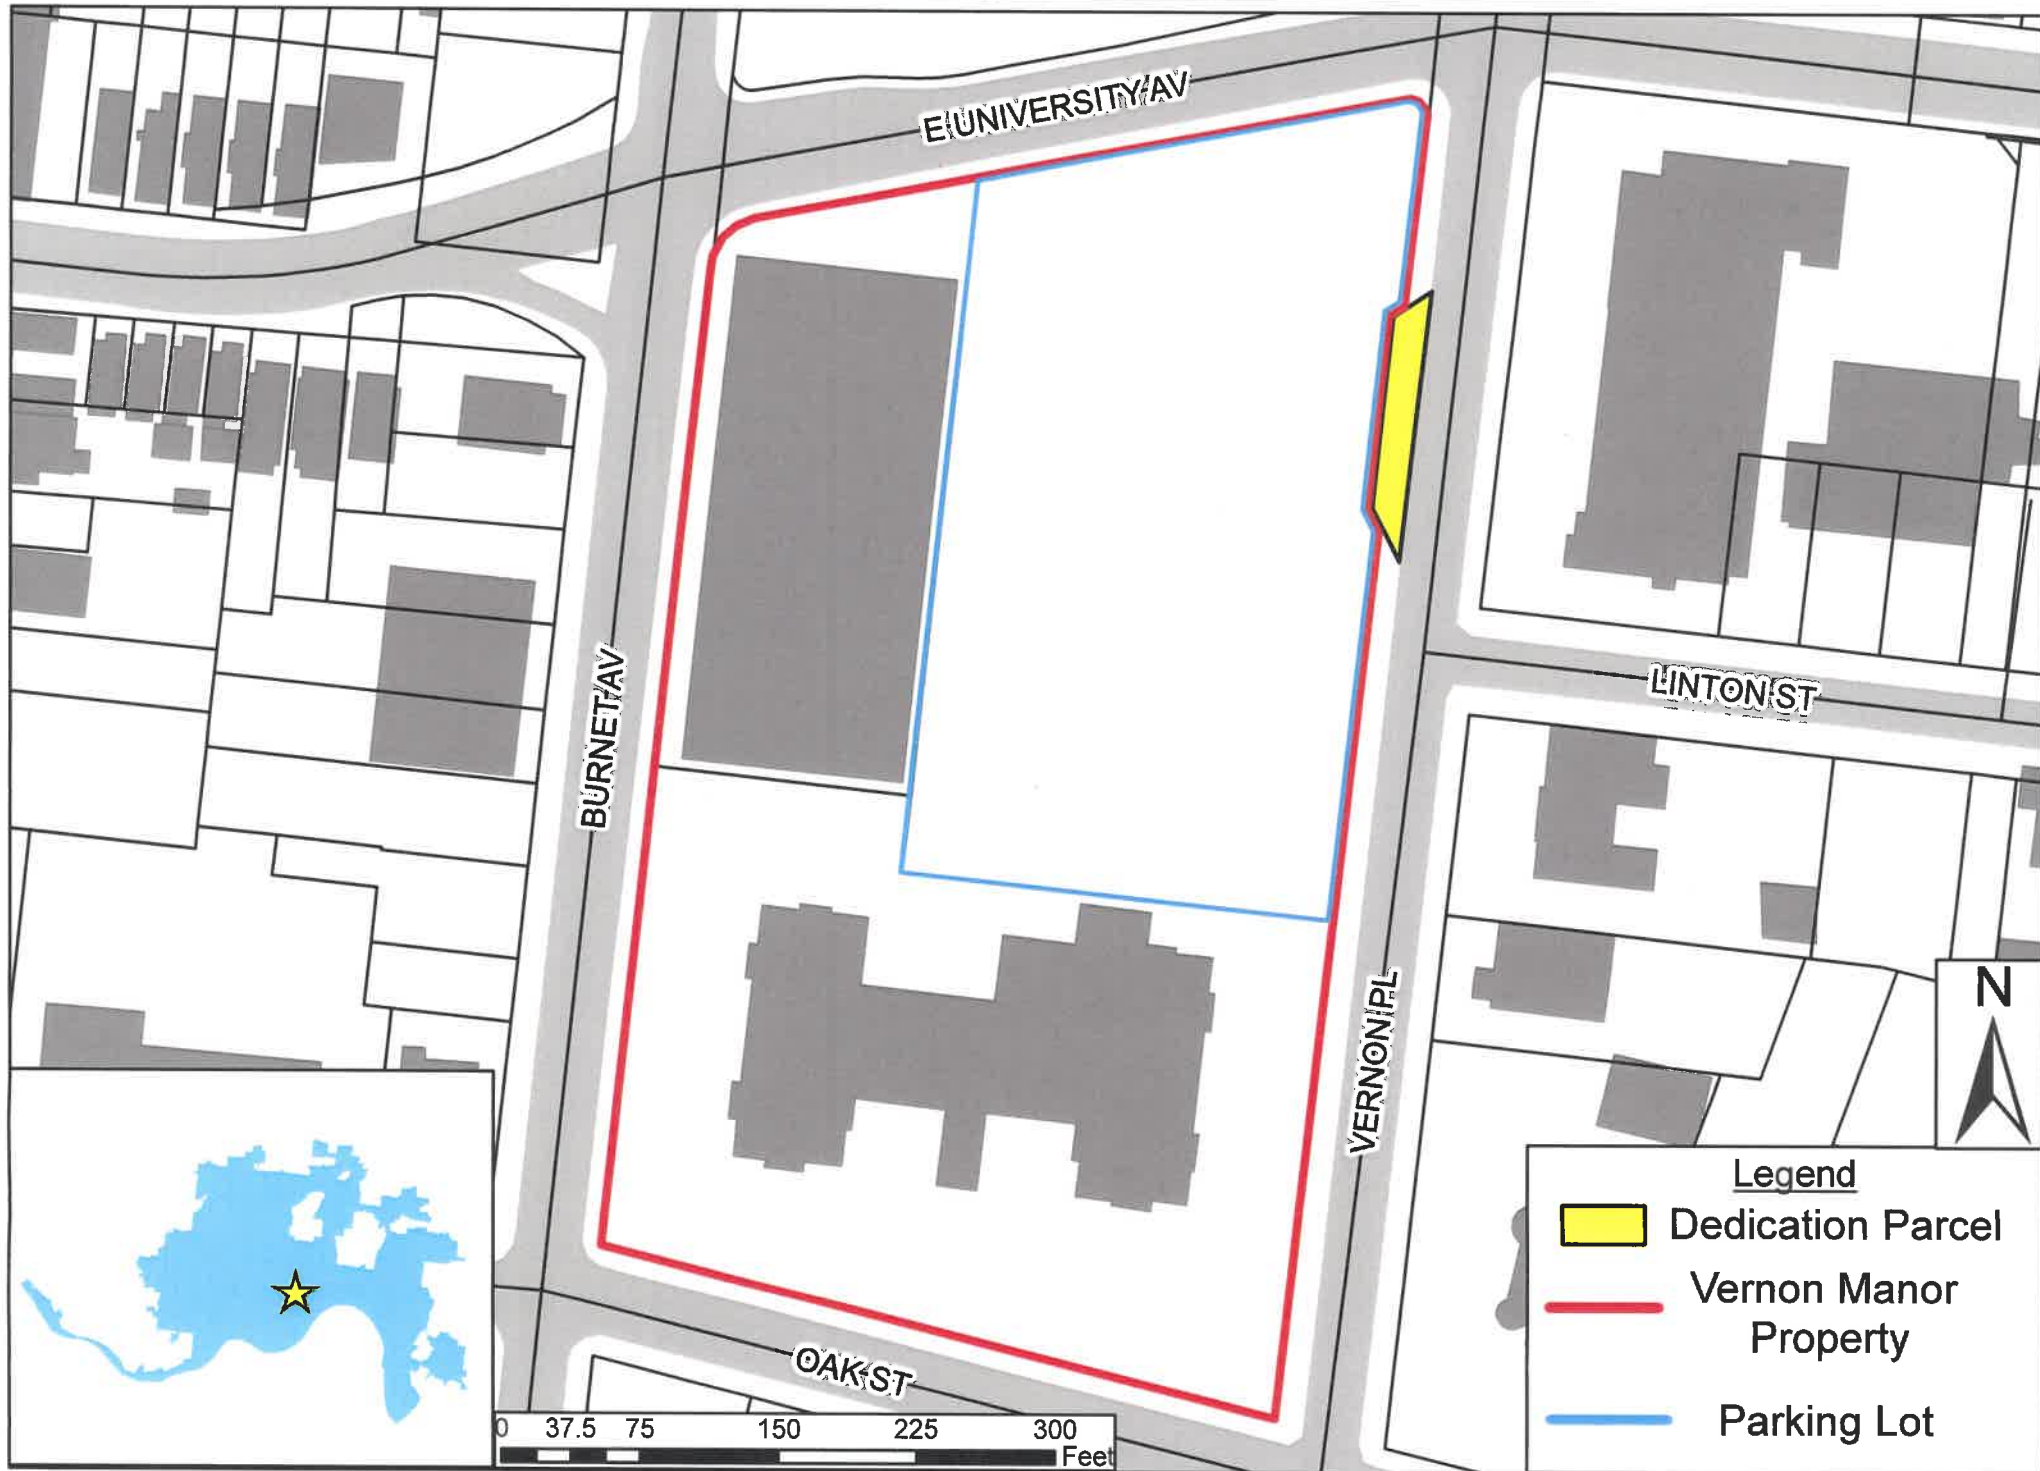 E UNIVERSITY AV
BURNET AV
LINTON ST
VERNON PL
OAK ST
N
Legend
Dedication Parcel
Vernon Manor
Property
Parking Lot
0 37.5 75 150 225 300
Feet